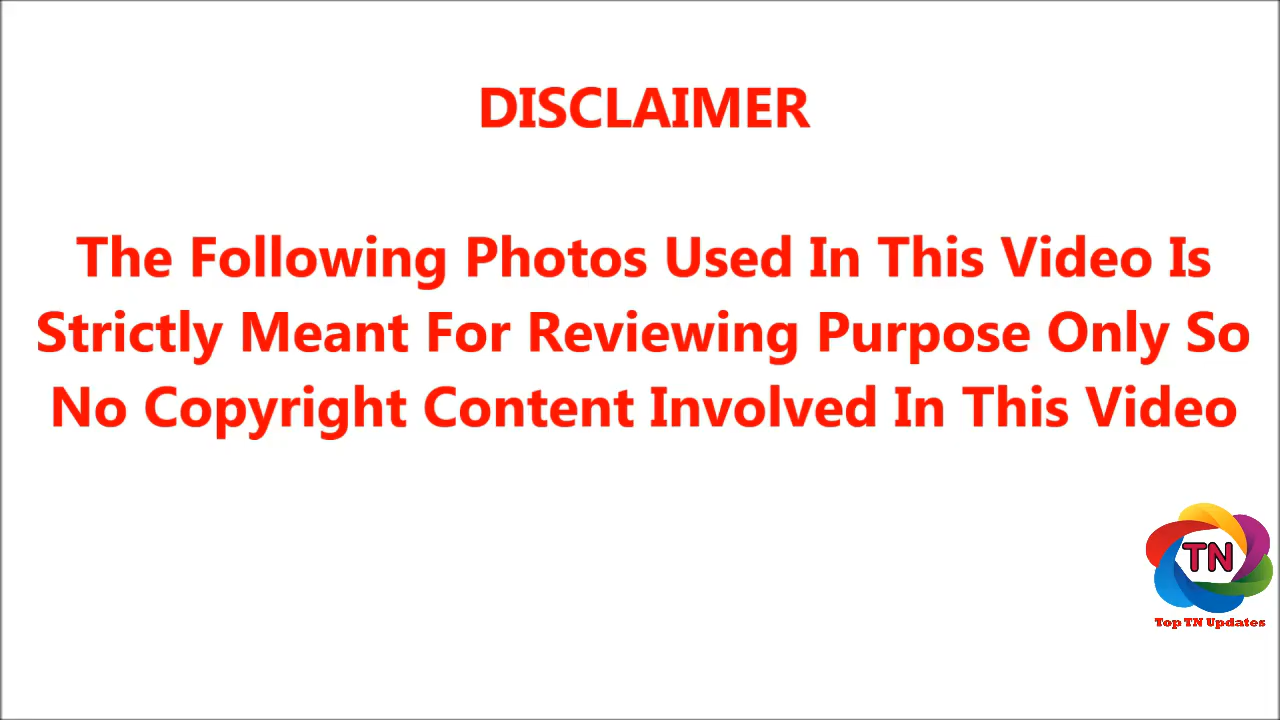 DISCLAIMER
The Following Photos Used In This Video Is
Strictly Meant For Reviewing Purpose Only So
No Copyright Content Involved In This Video
TN
Top TN Updates